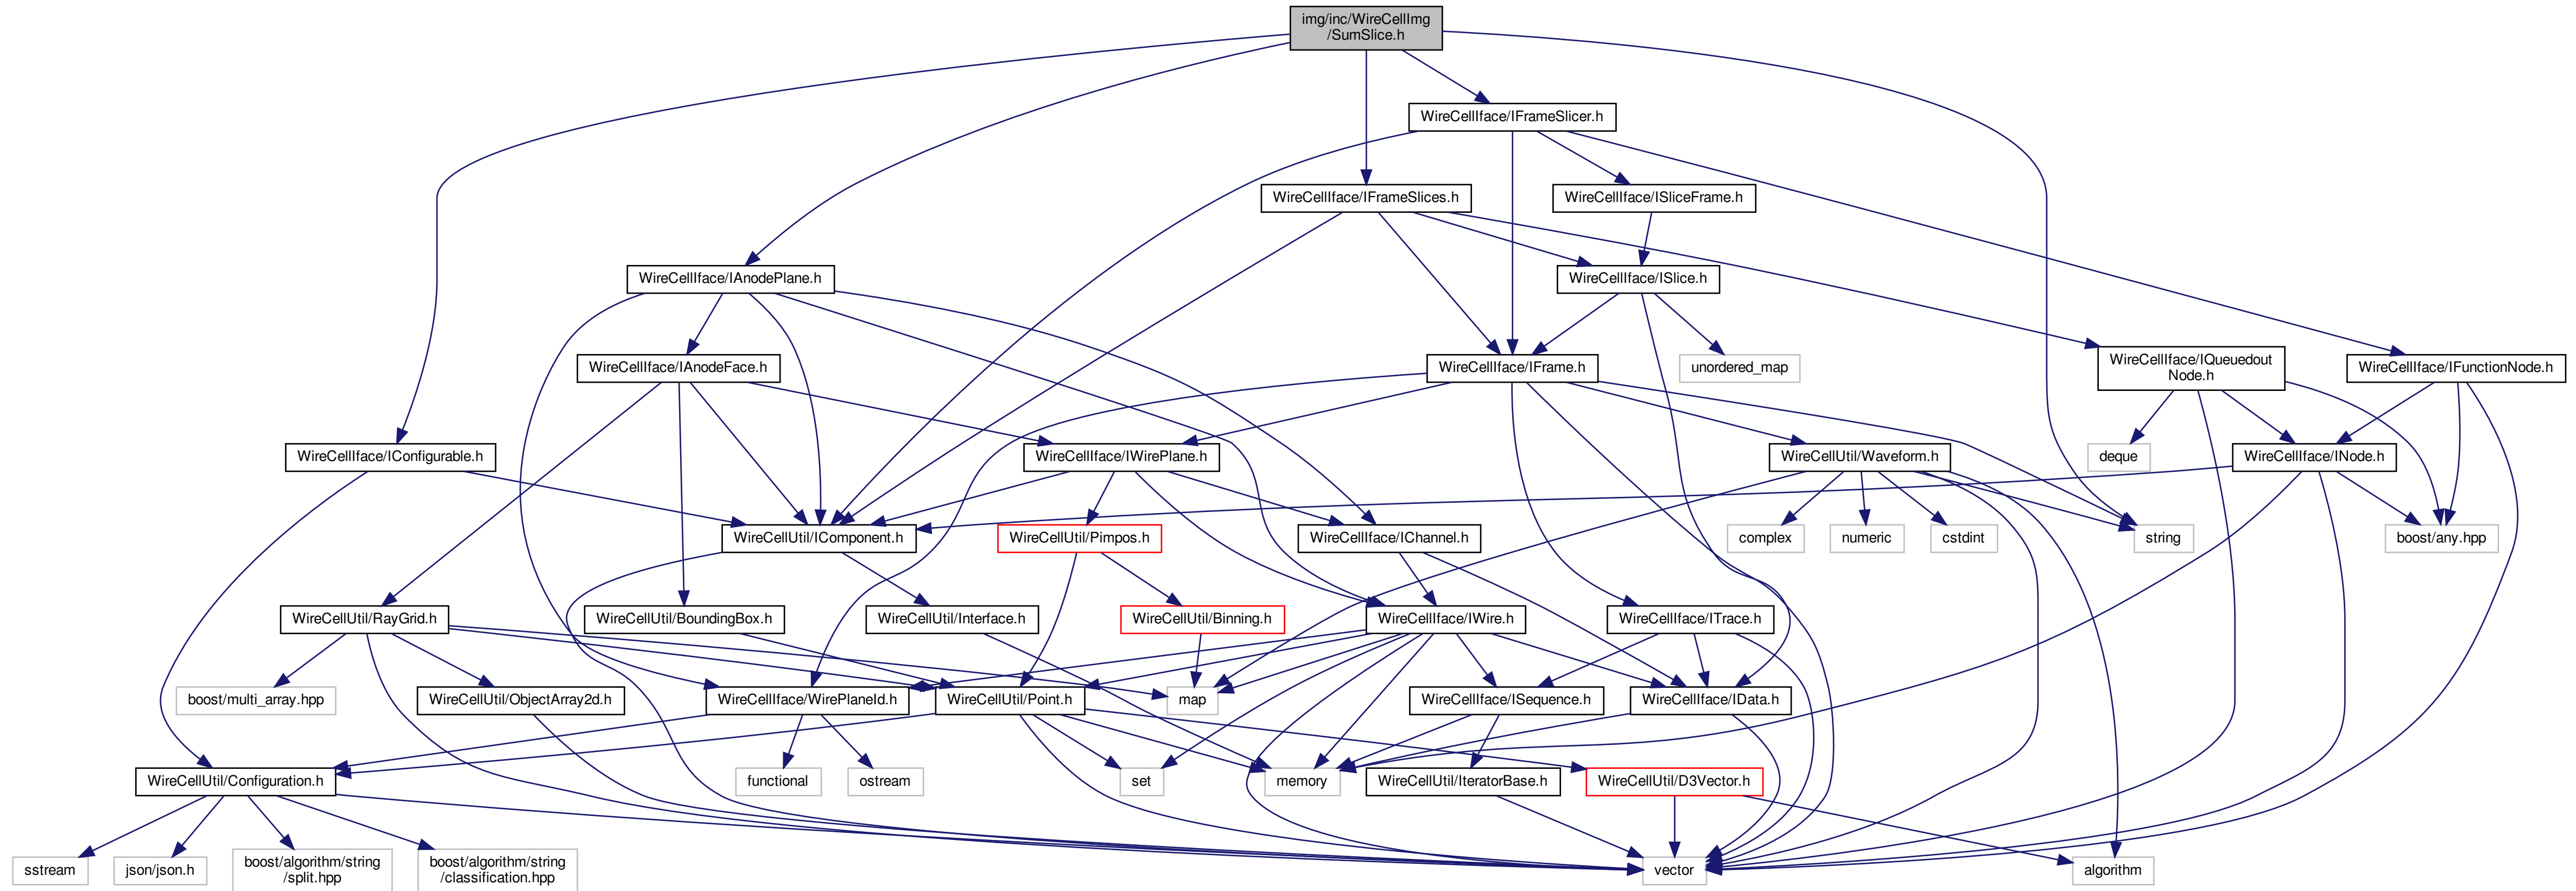 img/inc/WireCellImg
/SumSlice.h
WireCellIface/IFrameSlicer.h
WireCellIface/IFrameSlices.h
WireCellIface/ISliceFrame.h
WireCellIface/IAnodePlane.h
WireCellIface/ISlice.h
WireCellIface/IAnodeFace.h
WireCellIface/IFrame.h
unordered_map
WireCellIface/IQueuedout
Node.h
WireCellIface/IFunctionNode.h
WireCellIface/IConfigurable.h
WireCellIface/IWirePlane.h
WireCellUtil/Waveform.h
deque
WireCellIface/INode.h
WireCellUtil/IComponent.h
WireCellUtil/Pimpos.h
WireCellIface/IChannel.h
complex
numeric
cstdint
string
boost/any.hpp
WireCellUtil/RayGrid.h
WireCellUtil/BoundingBox.h
WireCellUtil/Interface.h
WireCellUtil/Binning.h
WireCellIface/IWire.h
WireCellIface/ITrace.h
boost/multi_array.hpp
WireCellUtil/ObjectArray2d.h
WireCellIface/WirePlaneId.h
WireCellUtil/Point.h
map
WireCellIface/ISequence.h
WireCellIface/IData.h
WireCellUtil/Configuration.h
functional
ostream
set
memory
WireCellUtil/IteratorBase.h
WireCellUtil/D3Vector.h
sstream
json/json.h
boost/algorithm/string
/split.hpp
boost/algorithm/string
/classification.hpp
vector
algorithm